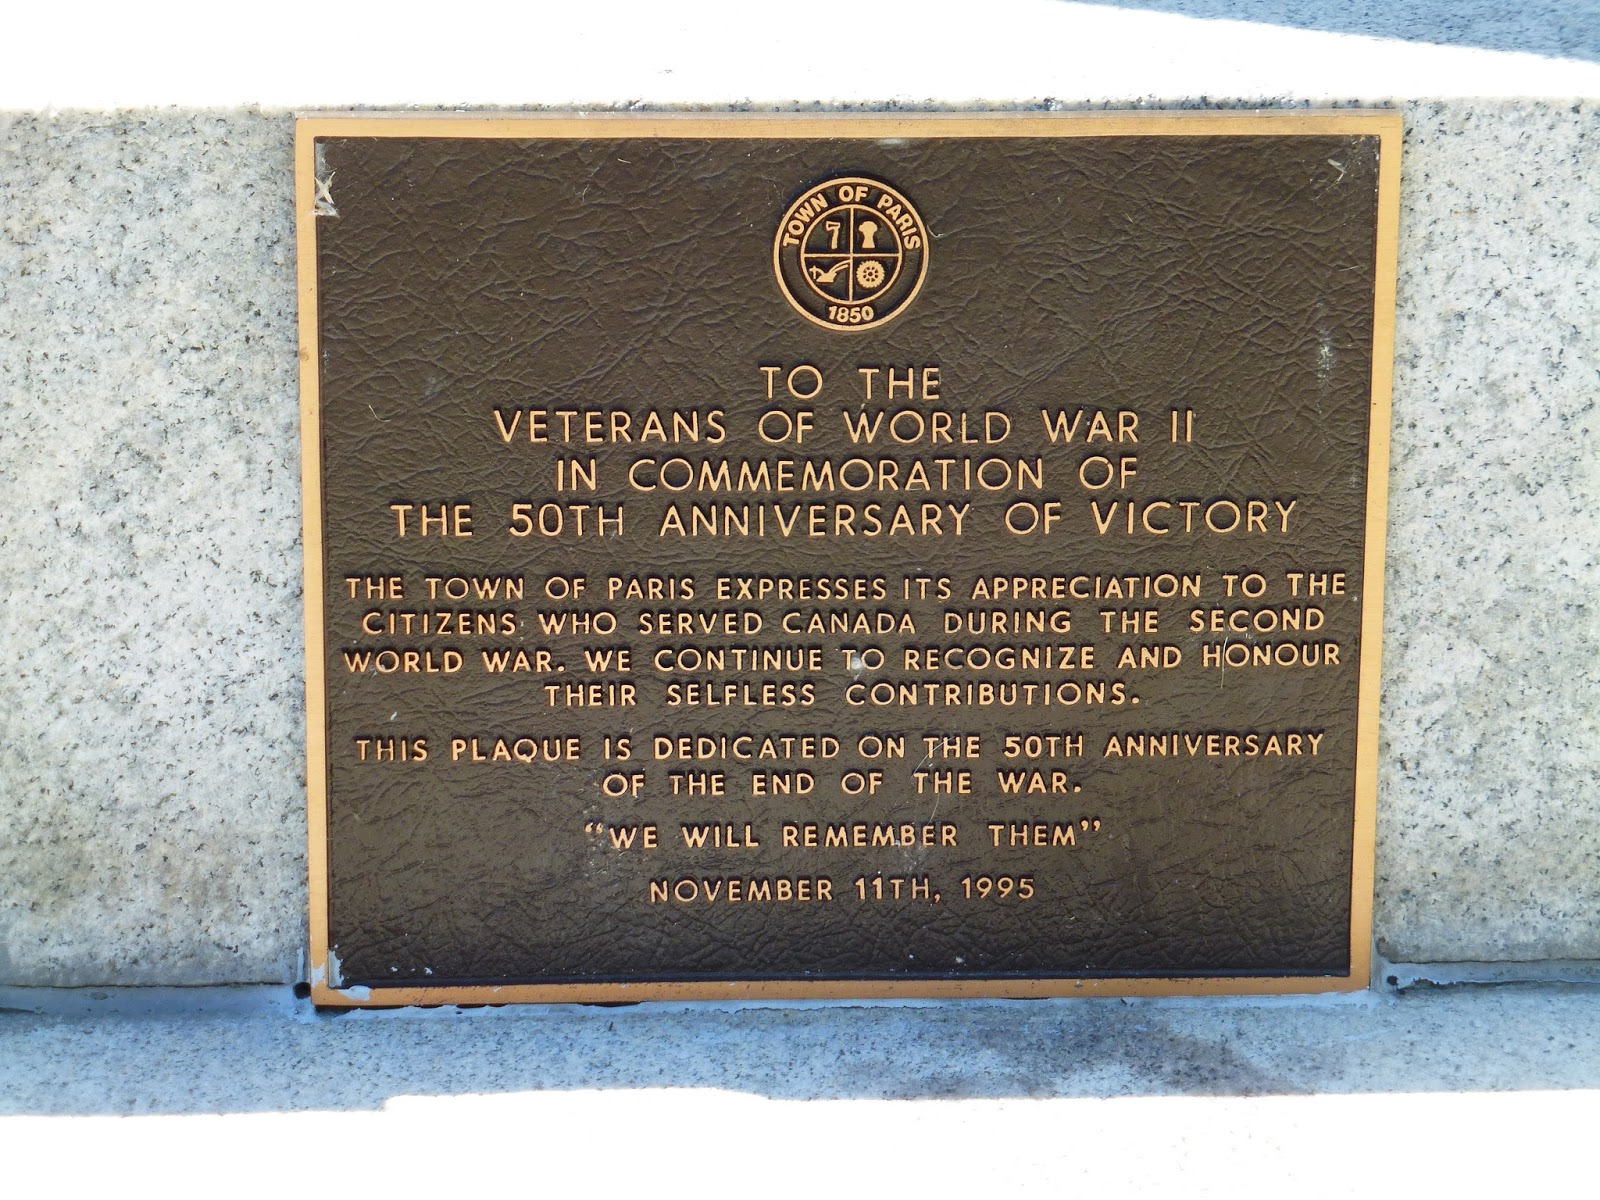 TOWN OF PARIS
1850
TO THE
VETERANS OF WORLD WAR II
IN COMMEMORATION OF
THE 50TH ANNIVERSARY OF VICTORY
THE TOWN OF PARIS EXPRESSES ITS APPRECIATION TO THE
CITIZENS WHO SERVED CANADA DURING THE SECOND
WORLD WAR. WE CONTINUE TO RECOGNIZE AND HONOUR
THEIR SELFLESS CONTRIBUTIONS.
THIS PLAQUE IS DEDICATED ON THE 50TH ANNIVERSARY
OF THE END OF THE WAR.
“WE WILL REMEMBER THEM”
NOVEMBER 11TH, 1995